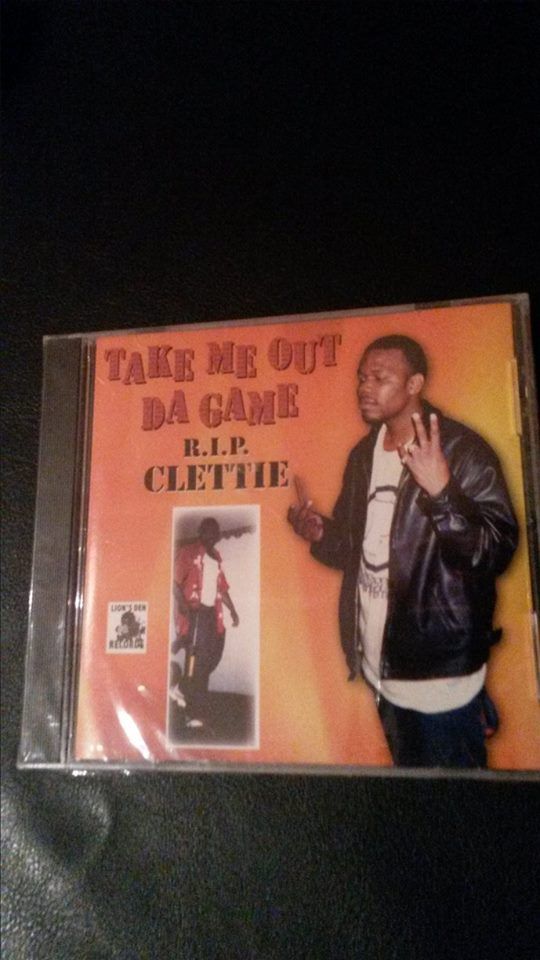 TAKE ME OUT
DA GAME
R.I.P.
CLETTIE
LION'S DEN
RECORDS